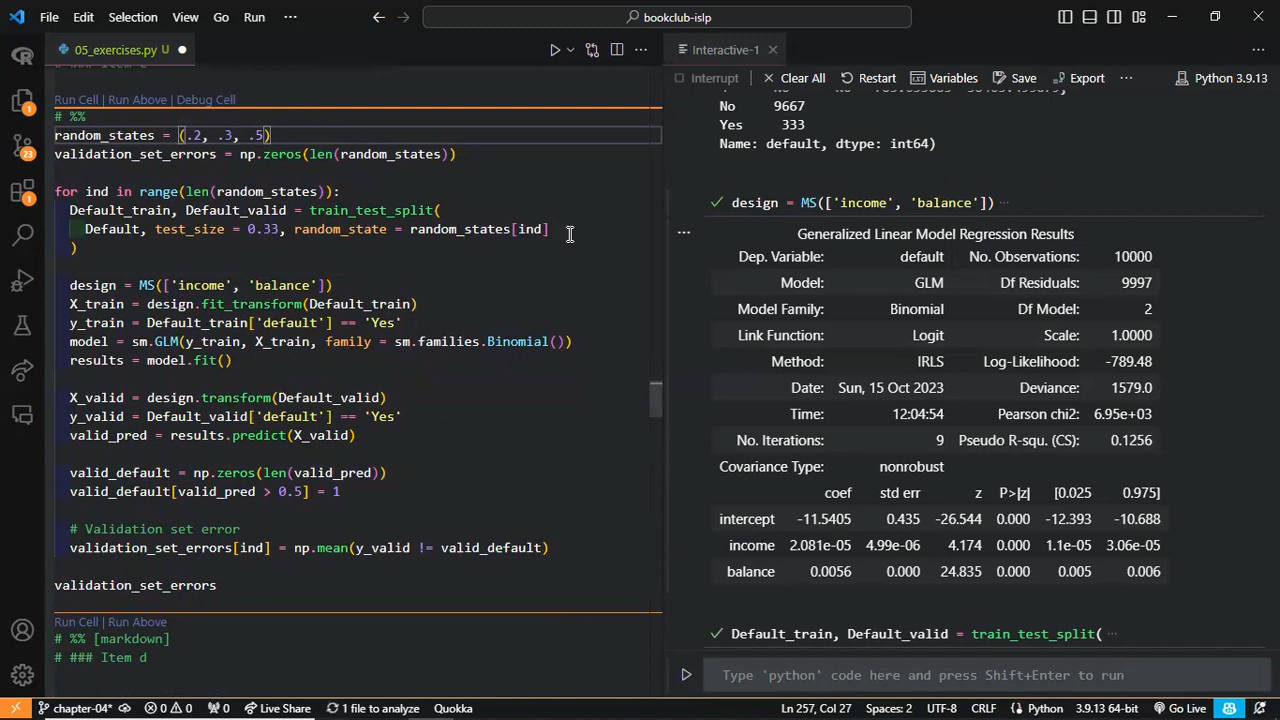 File Edit Selection View Go Run ··· bookclub-islp
05_exercises.py U
Run Cell | Run Above | Debug Cell
# %%
random_states = (.2, .3, .5)
validation_set_errors = np.zeros(len(random_states))
for ind in range(len(random_states)):
Default_train, Default_valid = train_test_split(
Default, test_size = 0.33, random_state = random_states[ind]
)
design = MS(['income', 'balance'])
X_train = design.fit_transform(Default_train)
y_train = Default_train['default'] == 'Yes'
model = sm.GLM(y_train, X_train, family = sm.families.Binomial())
results = model.fit()
X_valid = design.transform(Default_valid)
y_valid = Default_valid['default'] == 'Yes'
valid_pred = results.predict(X_valid)
valid_default = np.zeros(len(valid_pred))
valid_default[valid_pred > 0.5] = 1
# Validation set error
validation_set_errors[ind] = np.mean(y_valid != valid_default)
validation_set_errors
Run Cell | Run Above
# %% [markdown]
# ### Item d
1
23
1
Interactive-1
Interrupt Clear All Restart Variables Save Export ··· Python 3.9.13
No 9667
Yes 333
Name: default, dtype: int64)
design = MS(['income', 'balance']) ···
Generalized Linear Model Regression Results
Dep. Variable: default No. Observations: 10000
Model: GLM Df Residuals: 9997
Model Family: Binomial Df Model: 2
Link Function: Logit Scale: 1.0000
Method: IRLS Log-Likelihood: -789.48
Date: Sun, 15 Oct 2023 Deviance: 1579.0
Time: 12:04:54 Pearson chi2: 6.95e+03
No. Iterations: 9 Pseudo R-squ. (CS): 0.1256
Covariance Type: nonrobust
coef std err z P>|z| [0.025 0.975]
intercept -11.5405 0.435 -26.544 0.000 -12.393 -10.688
income 2.081e-05 4.99e-06 4.174 0.000 1.1e-05 3.06e-05
balance 0.0056 0.000 24.835 0.000 0.005 0.006
Default_train, Default_valid = train_test_split( ···
Type 'python' code here and press Shift+Enter to run
chapter-04* 0 0 Live Share 1 file to analyze Quokka Ln 257, Col 27 Spaces: 2 UTF-8 CRLF Python 3.9.13 Go Live